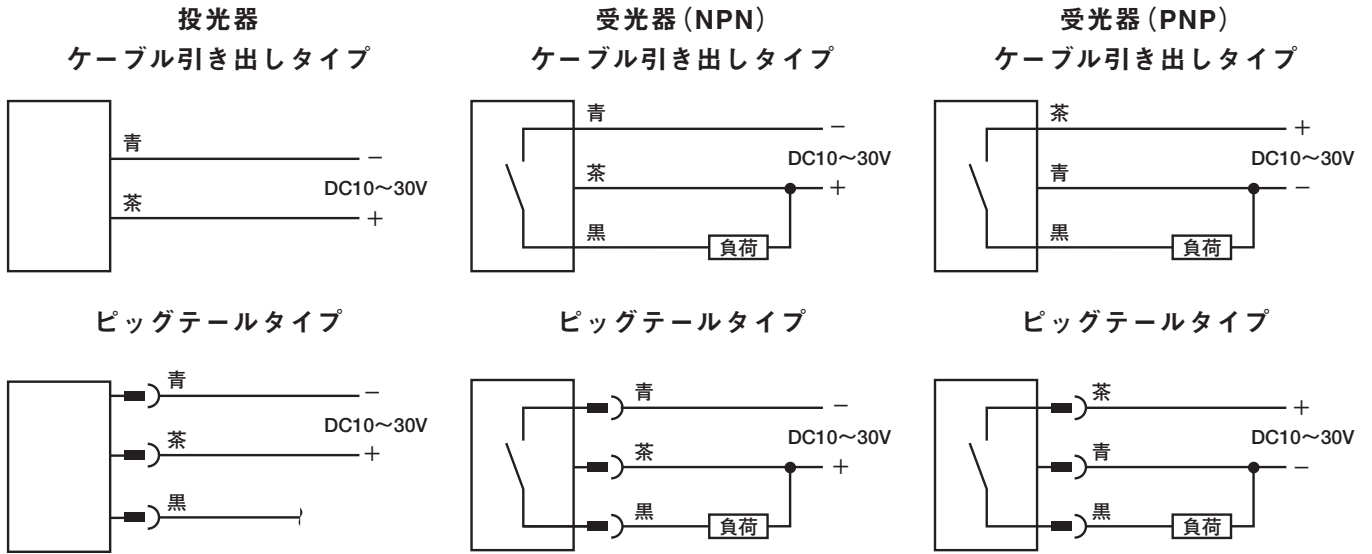 投光器
ケーブル引き出しタイプ
青
－
DC10～30V
茶
＋
受光器（NPN）
ケーブル引き出しタイプ
青
－
DC10～30V
茶
＋
黒
負荷
受光器（PNP）
ケーブル引き出しタイプ
茶
＋
DC10～30V
青
－
黒
負荷
ピッグテールタイプ
青
－
DC10～30V
茶
＋
黒
ピッグテールタイプ
青
－
DC10～30V
茶
＋
黒
負荷
ピッグテールタイプ
茶
＋
DC10～30V
青
－
黒
負荷